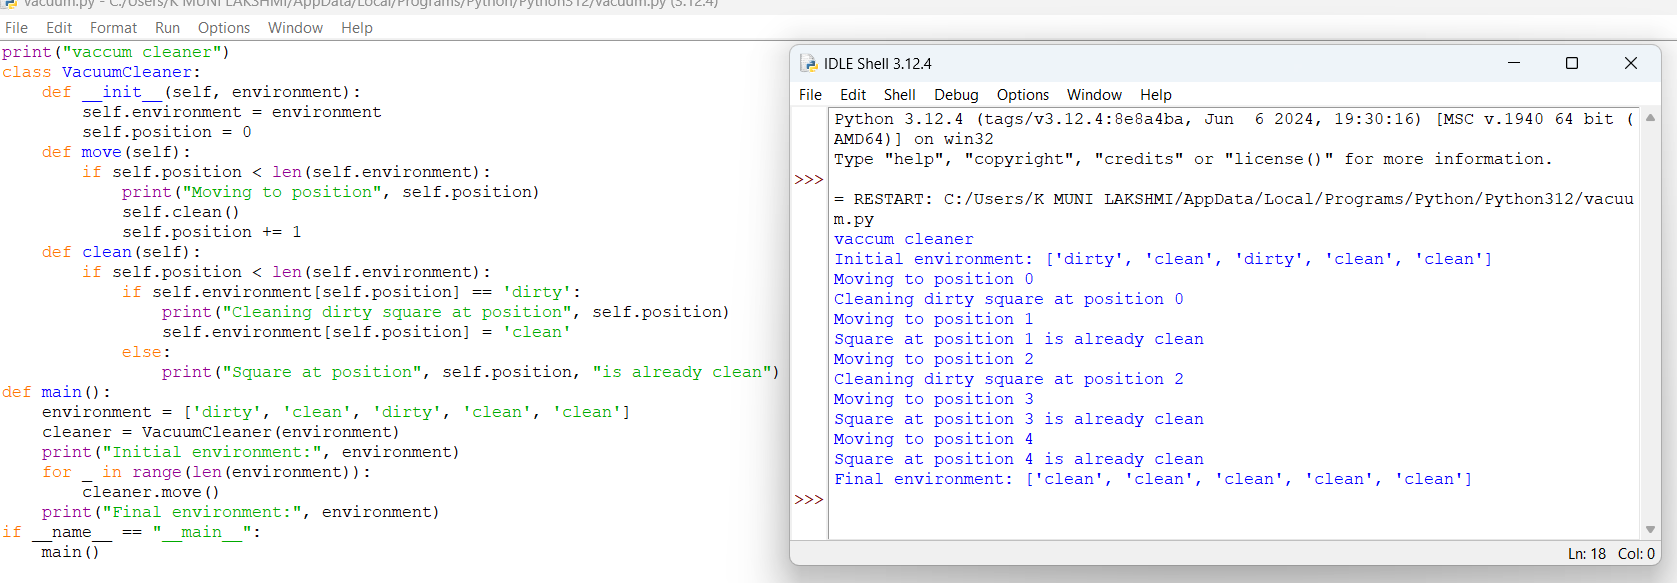 vacuum.py - C:/Users/K MUNI LAKSHMI/AppData/Local/Programs/Python/Python312/vacuum.py (3.12.4)
File Edit Format Run Options Window Help
print("vaccum cleaner")
class VacuumCleaner:
    def __init__(self, environment):
        self.environment = environment
        self.position = 0
    def move(self):
        if self.position < len(self.environment):
            print("Moving to position", self.position)
            self.clean()
            self.position += 1
    def clean(self):
        if self.position < len(self.environment):
            if self.environment[self.position] == 'dirty':
                print("Cleaning dirty square at position", self.position)
                self.environment[self.position] = 'clean'
            else:
                print("Square at position", self.position, "is already clean")
def main():
    environment = ['dirty', 'clean', 'dirty', 'clean', 'clean']
    cleaner = VacuumCleaner(environment)
    print("Initial environment:", environment)
    for _ in range(len(environment)):
        cleaner.move()
    print("Final environment:", environment)
if __name__ == "__main__":
    main()
IDLE Shell 3.12.4
File Edit Shell Debug Options Window Help
Python 3.12.4 (tags/v3.12.4:8e8a4ba, Jun  6 2024, 19:30:16) [MSC v.1940 64 bit (
AMD64)] on win32
Type "help", "copyright", "credits" or "license()" for more information.
>>>
= RESTART: C:/Users/K MUNI LAKSHMI/AppData/Local/Programs/Python/Python312/vacuu
m.py
vaccum cleaner
Initial environment: ['dirty', 'clean', 'dirty', 'clean', 'clean']
Moving to position 0
Cleaning dirty square at position 0
Moving to position 1
Square at position 1 is already clean
Moving to position 2
Cleaning dirty square at position 2
Moving to position 3
Square at position 3 is already clean
Moving to position 4
Square at position 4 is already clean
Final environment: ['clean', 'clean', 'clean', 'clean', 'clean']
>>>
Ln: 18 Col: 0